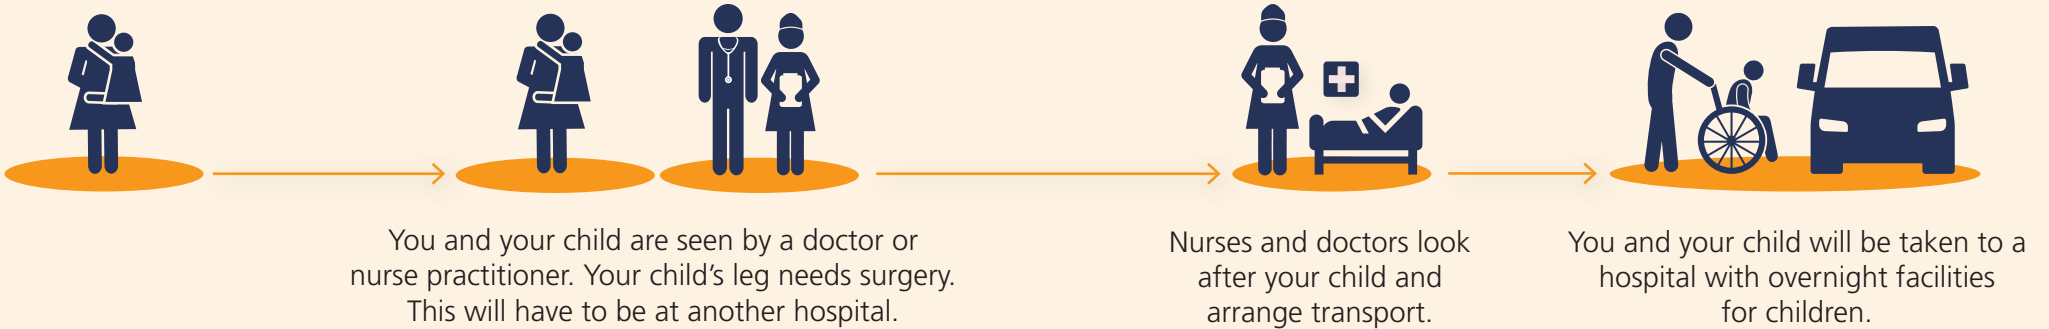 You and your child are seen by a doctor or
nurse practitioner. Your child’s leg needs surgery.
This will have to be at another hospital.
Nurses and doctors look
after your child and
arrange transport.
You and your child will be taken to a
hospital with overnight facilities
for children.